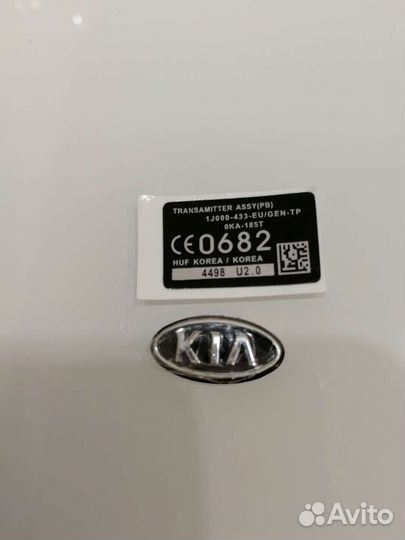 TRANSAMITTER ASSY(PB)
1J000-433-EU/GEN-TP
0KA-185T
CE0682
HUF KOREA / KOREA
4498 U2.0
KIA
Avito